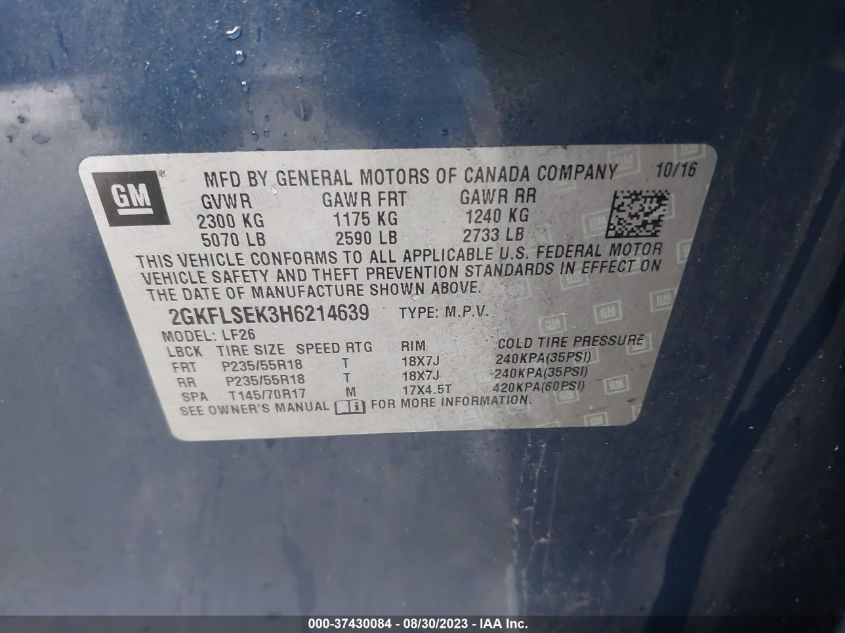 GM
MFD BY GENERAL MOTORS OF CANADA COMPANY 10/16
GVWR GAWR FRT GAWR RR
2300 KG 1175 KG 1240 KG
5070 LB 2590 LB 2733 LB
THIS VEHICLE CONFORMS TO ALL APPLICABLE U.S. FEDERAL MOTOR
VEHICLE SAFETY AND THEFT PREVENTION STANDARDS IN EFFECT ON
THE DATE OF MANUFACTURE SHOWN ABOVE.
2GKFLSEK3H6214639 TYPE: M.P.V.
MODEL: LF26
LBCK TIRE SIZE SPEED RTG RIM COLD TIRE PRESSURE
FRT P235/55R18 T 18X7J 240KPA(35PSI)
RR P235/55R18 T 18X7J 240KPA(35PSI)
SPA T145/70R17 M 17X4.5T 420KPA(60PSI)
SEE OWNER'S MANUAL FOR MORE INFORMATION.
000-37430084 - 08/30/2023 - IAA Inc.